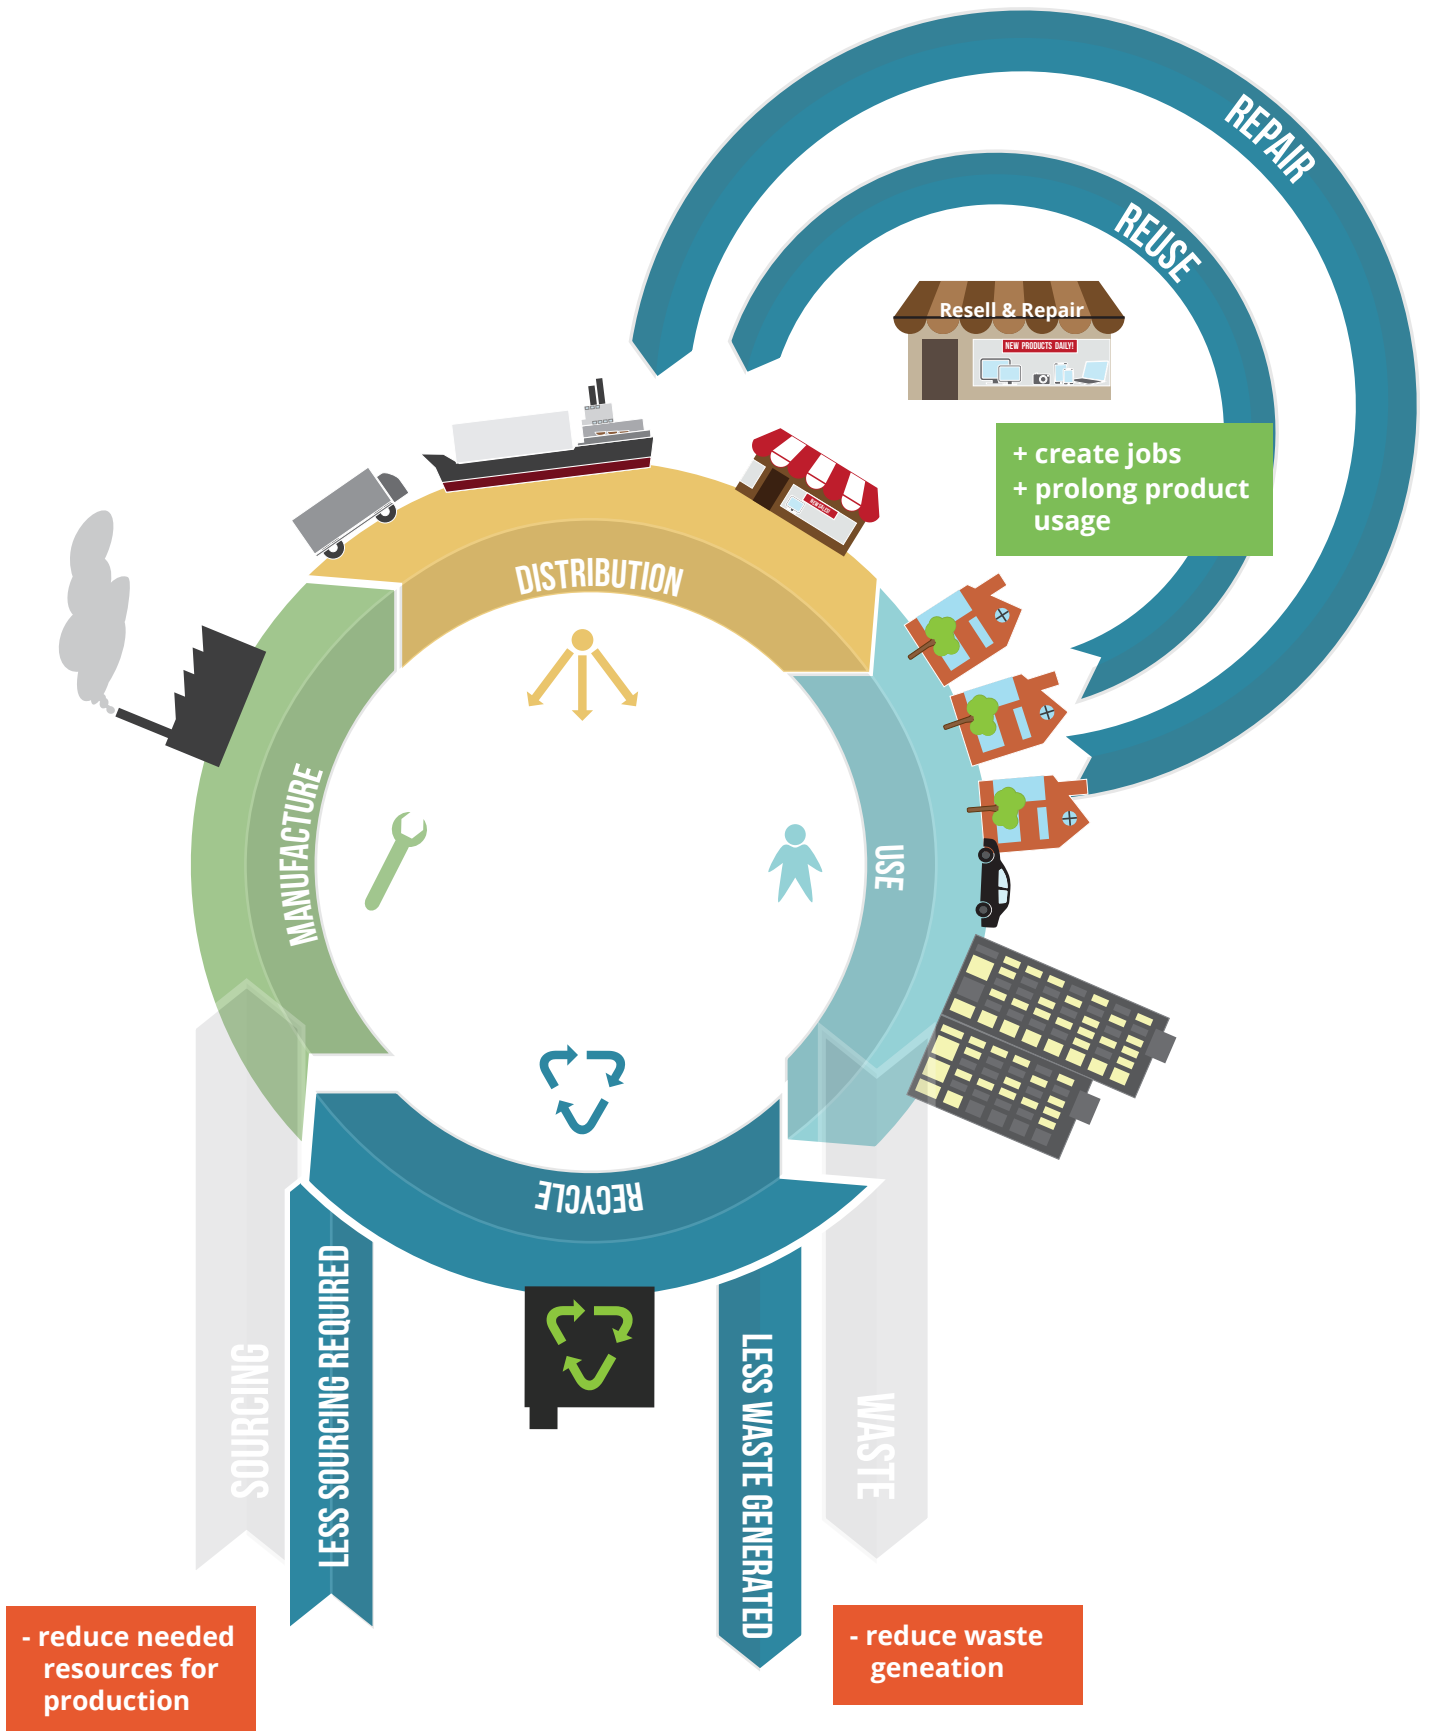 REPAIR
REUSE
Resell & Repair
NEW PRODUCTS DAILY!
+ create jobs
+ prolong product
usage
DISTRIBUTION
MANUFACTURE
USE
RECYCLE
SOURCING
LESS SOURCING REQUIRED
LESS WASTE GENERATED
WASTE
- reduce needed
resources for
production
- reduce waste
geneation